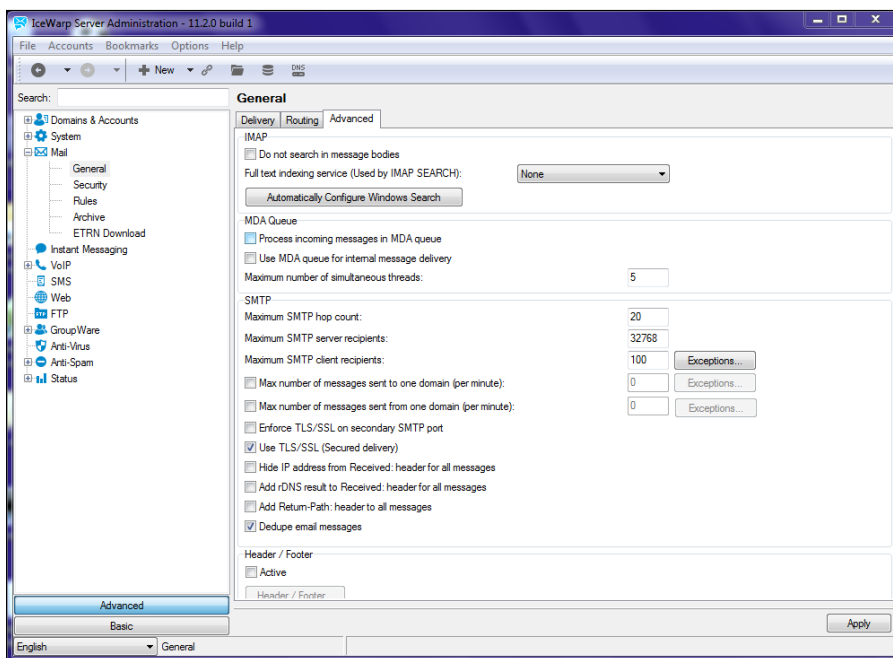 IceWarp Server Administration - 11.2.0 build 1
File Accounts Bookmarks Options Help
New DNS
Search:
Domains & Accounts
System
Mail
General
Security
Rules
Archive
ETRN Download
Instant Messaging
VoIP
SMS
Web
FTP
GroupWare
Anti-Virus
Anti-Spam
Status
Advanced
Basic
General
Delivery Routing Advanced
IMAP
Do not search in message bodies
Full text indexing service (Used by IMAP SEARCH): None
Automatically Configure Windows Search
MDA Queue
Process incoming messages in MDA queue
Use MDA queue for internal message delivery
Maximum number of simultaneous threads: 5
SMTP
Maximum SMTP hop count: 20
Maximum SMTP server recipients: 32768
Maximum SMTP client recipients: 100 Exceptions...
Max number of messages sent to one domain (per minute): 0 Exceptions...
Max number of messages sent from one domain (per minute): 0 Exceptions...
Enforce TLS/SSL on secondary SMTP port
Use TLS/SSL (Secured delivery)
Hide IP address from Received: header for all messages
Add rDNS result to Received: header for all messages
Add Return-Path: header to all messages
Dedupe email messages
Header / Footer
Active
Header / Footer
Apply
English General